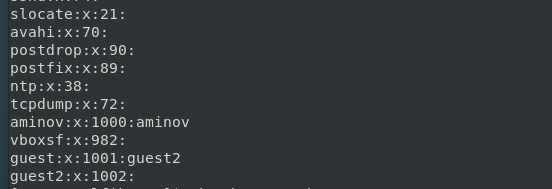 slocate:x:21:
avahi:x:70:
postdrop:x:90:
postfix:x:89:
ntp:x:38:
tcpdump:x:72:
aminov:x:1000:aminov
vboxsf:x:982:
guest:x:1001:guest2
guest2:x:1002: